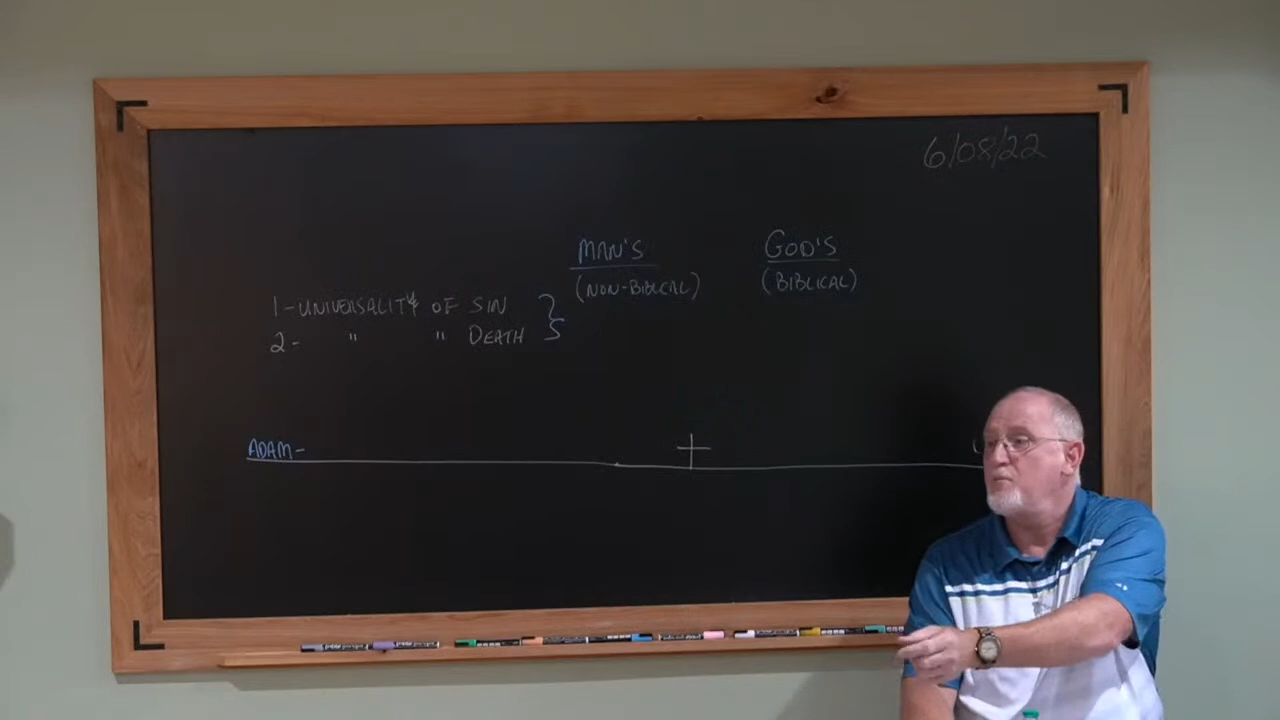 6/08/22
MAN'S
GOD'S
(NON-BIBLICAL)
(BIBLICAL)
1-UNIVERSALITY OF SIN
2- " " DEATH
ADAM-